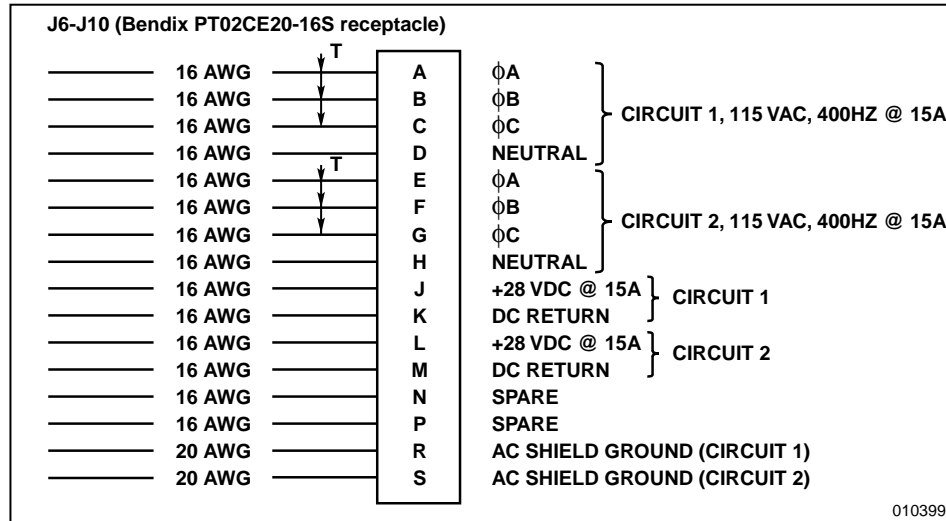 J6-J10 (Bendix PT02CE20-16S receptacle)
T
16 AWG A ϕA
16 AWG B ϕB
16 AWG C ϕC
CIRCUIT 1, 115 VAC, 400HZ @ 15A
16 AWG D NEUTRAL
T
16 AWG E ϕA
16 AWG F ϕB
16 AWG G ϕC
CIRCUIT 2, 115 VAC, 400HZ @ 15A
16 AWG H NEUTRAL
16 AWG J +28 VDC @ 15A
16 AWG K DC RETURN
CIRCUIT 1
16 AWG L +28 VDC @ 15A
16 AWG M DC RETURN
CIRCUIT 2
16 AWG N SPARE
16 AWG P SPARE
20 AWG R AC SHIELD GROUND (CIRCUIT 1)
20 AWG S AC SHIELD GROUND (CIRCUIT 2)
010399